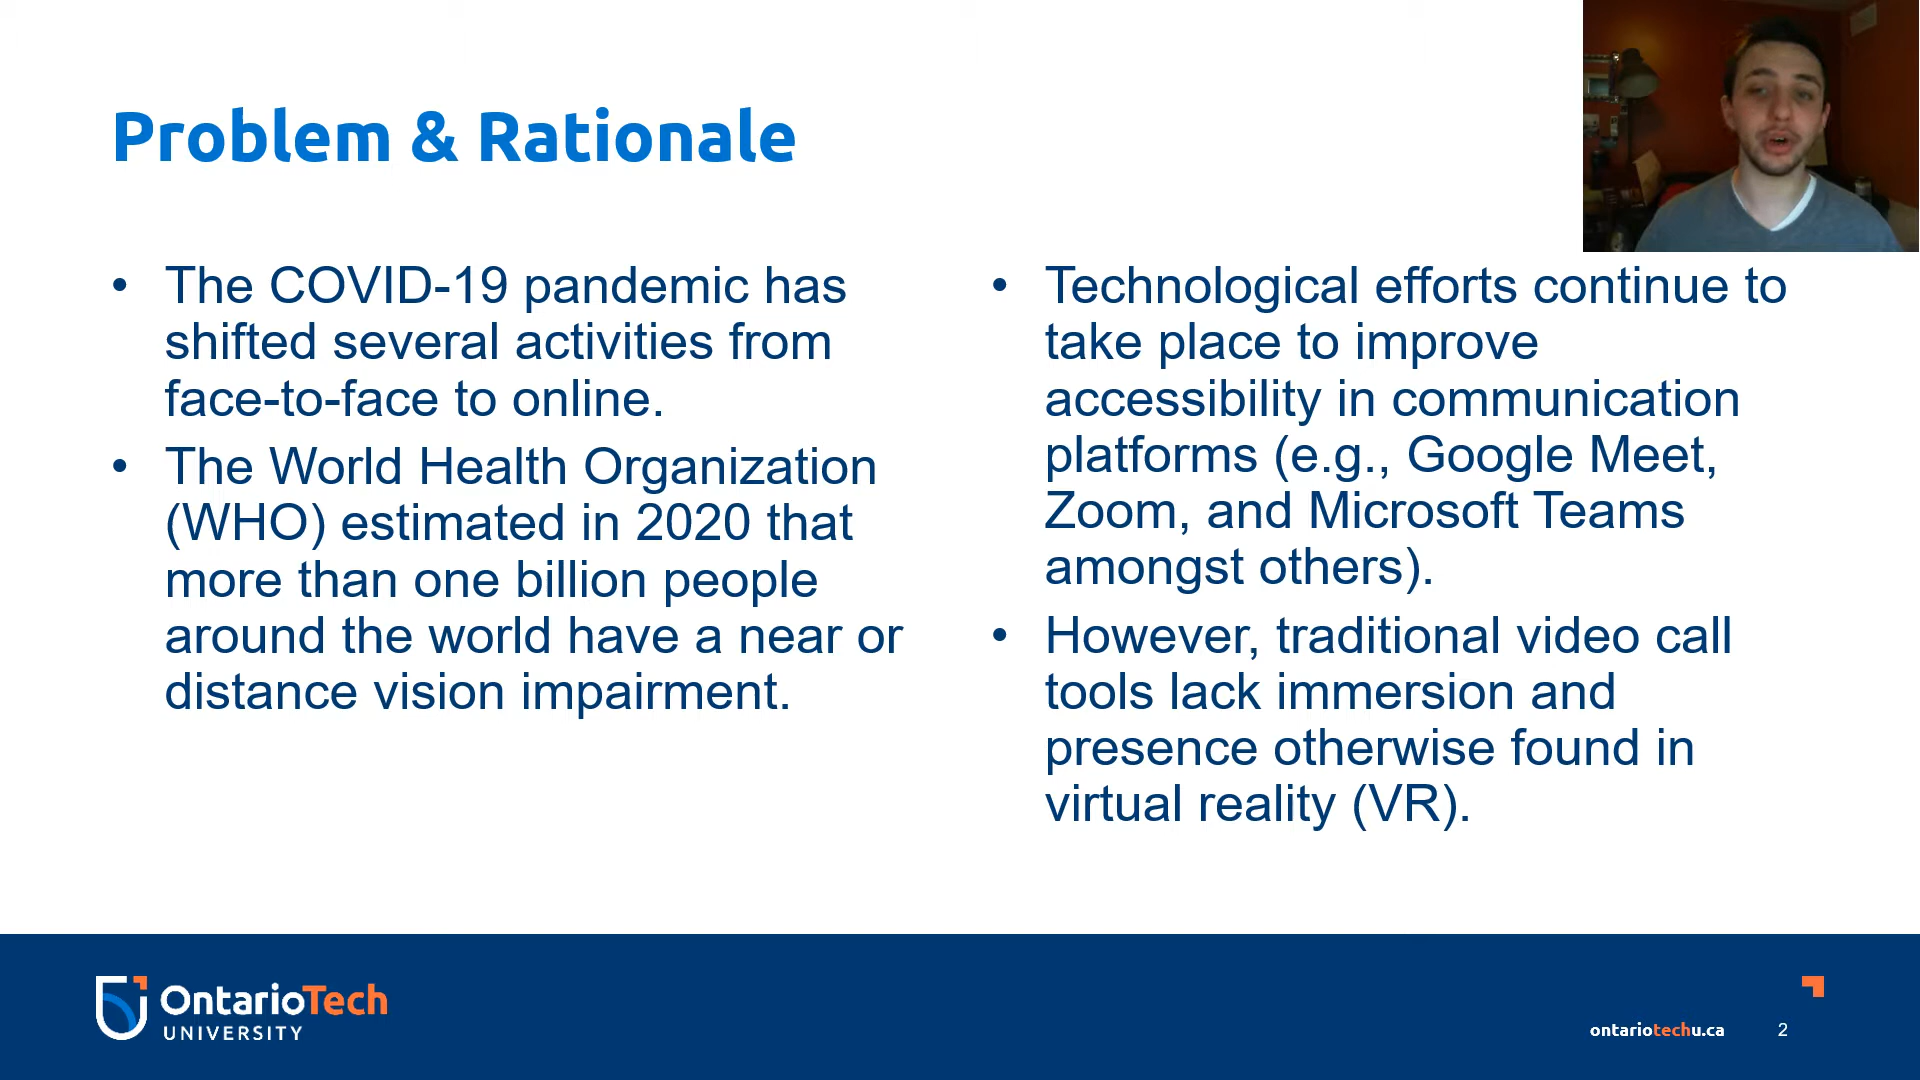 Problem & Rationale
• The COVID-19 pandemic has
shifted several activities from
face-to-face to online.
• The World Health Organization
(WHO) estimated in 2020 that
more than one billion people
around the world have a near or
distance vision impairment.
• Technological efforts continue to
take place to improve
accessibility in communication
platforms (e.g., Google Meet,
Zoom, and Microsoft Teams
amongst others).
• However, traditional video call
tools lack immersion and
presence otherwise found in
virtual reality (VR).
OntarioTech
UNIVERSITY
ontariotechu.ca 2